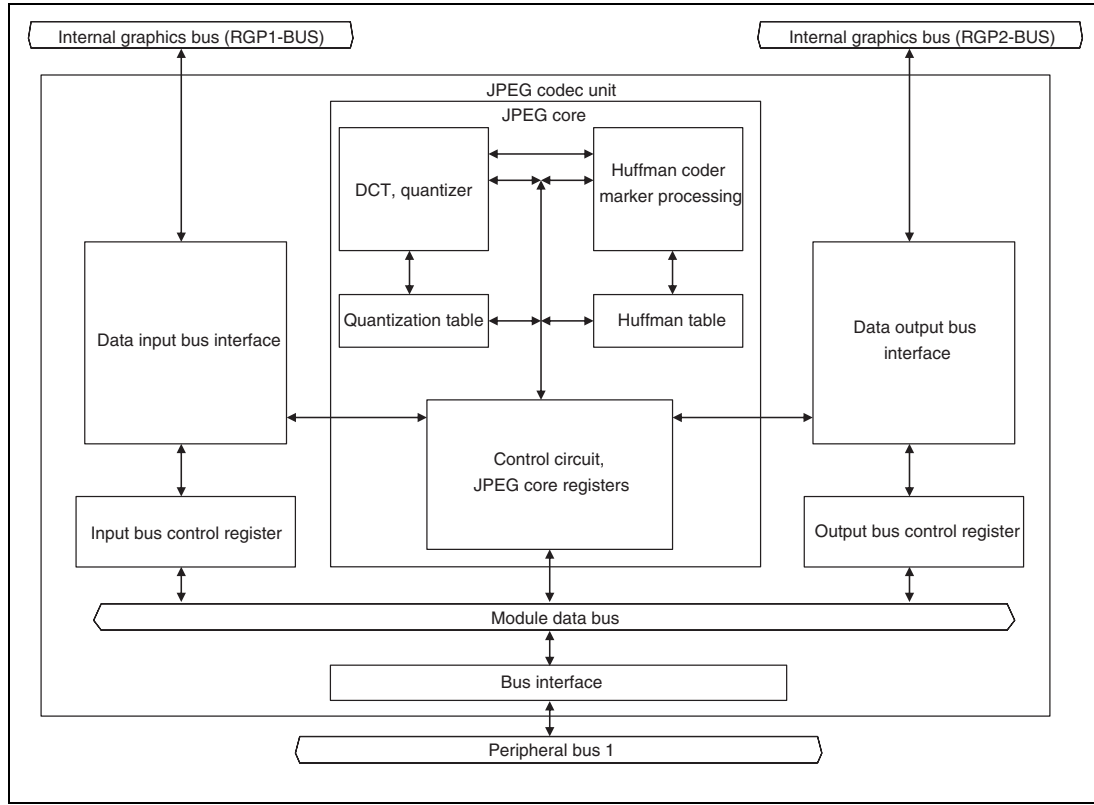 Internal graphics bus (RGP1-BUS)
Internal graphics bus (RGP2-BUS)
JPEG codec unit
JPEG core
DCT, quantizer
Huffman coder
marker processing
Quantization table
Huffman table
Data input bus interface
Data output bus
interface
Control circuit,
JPEG core registers
Input bus control register
Output bus control register
Module data bus
Bus interface
Peripheral bus 1